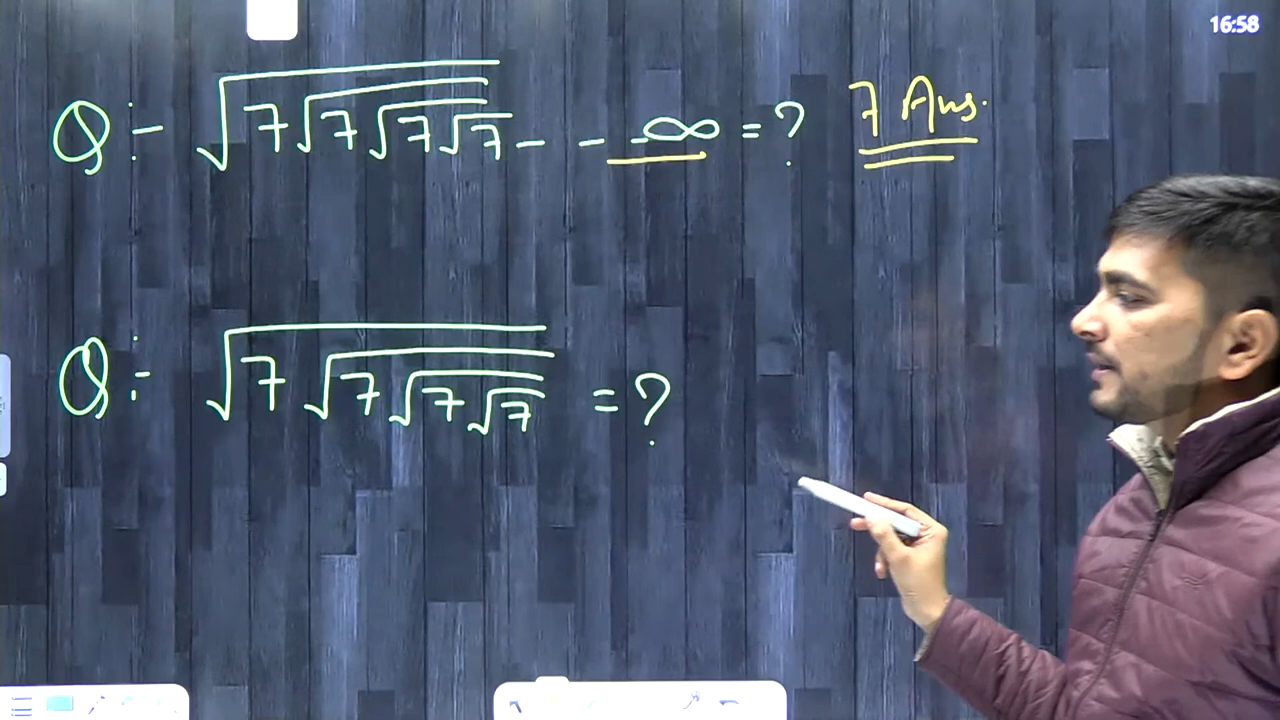 16:58
Q:- √7√7√7√7 - - - ∞ = ? 7 Ans.
Q:- √7√7√7√7 = ?